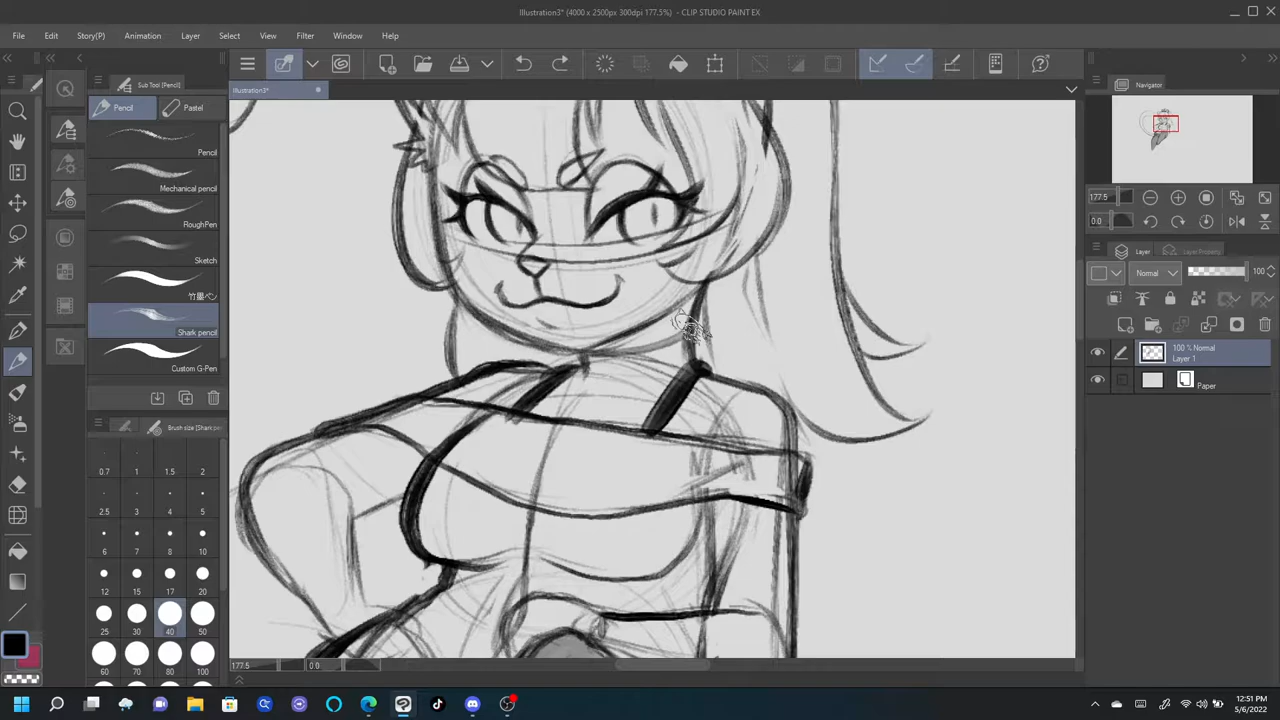 Illustration3* (4000 x 2500px 300dpi 177.5%) - CLIP STUDIO PAINT EX
File Edit Story(P) Animation Layer Select View Filter Window Help
Sub Tool [Pencil]
Illustration3*
Navigator
Pencil Pastel
Pencil
Mechanical pencil
RoughPen
177.5
Sketch
0.0
Layer Layer Property
Normal 100
竹墨ペン
Shark pencil
100 % Normal
Layer 1
Custom G-Pen
Paper
Brush size [Shark pen
0.7 1 1.5 2
2.5 3 4 5
6 7 8 10
12 15 17 20
25 30 40 50
60 70 80 100
177.5 0.0
12:51 PM
5/6/2022